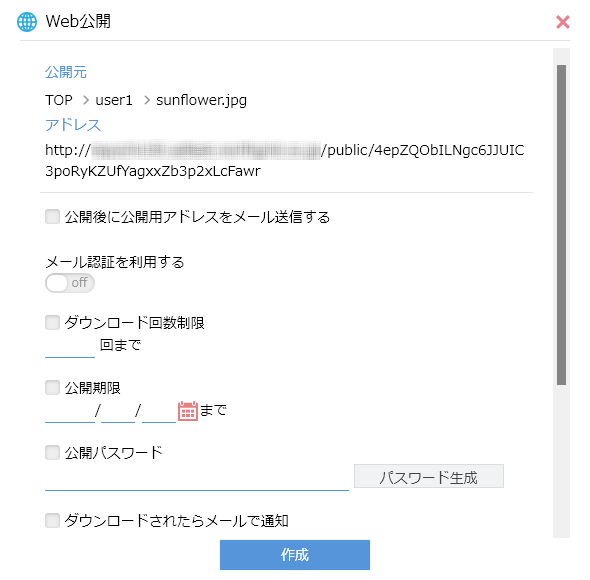 Web公開
公開元
TOP > user1 > sunflower.jpg
アドレス
http:// /public/4epZQObILNgc6JJUIC
3poRyKZUfYagxxZb3p2xLcFawr
公開後に公開用アドレスをメール送信する
メール認証を利用する
off
ダウンロード回数制限
回まで
公開期限
/ / まで
公開パスワード
パスワード生成
ダウンロードされたらメールで通知
作成